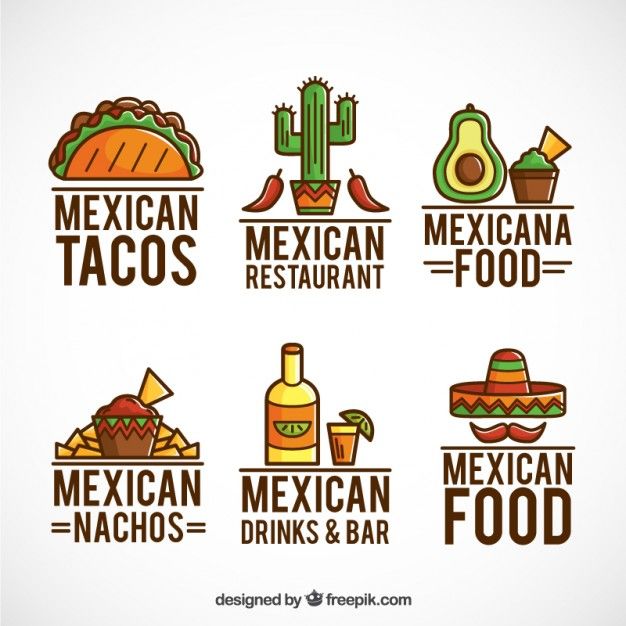 MEXICAN
TACOS
MEXICAN
RESTAURANT
MEXICANA
FOOD
MEXICAN
NACHOS
MEXICAN
DRINKS & BAR
MEXICAN
FOOD
designed by freepik.com